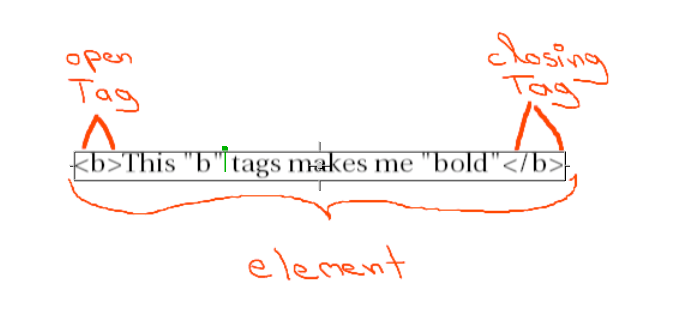 open
Tag
closing
Tag
<b>This "b" tags makes me "bold"</b>
element